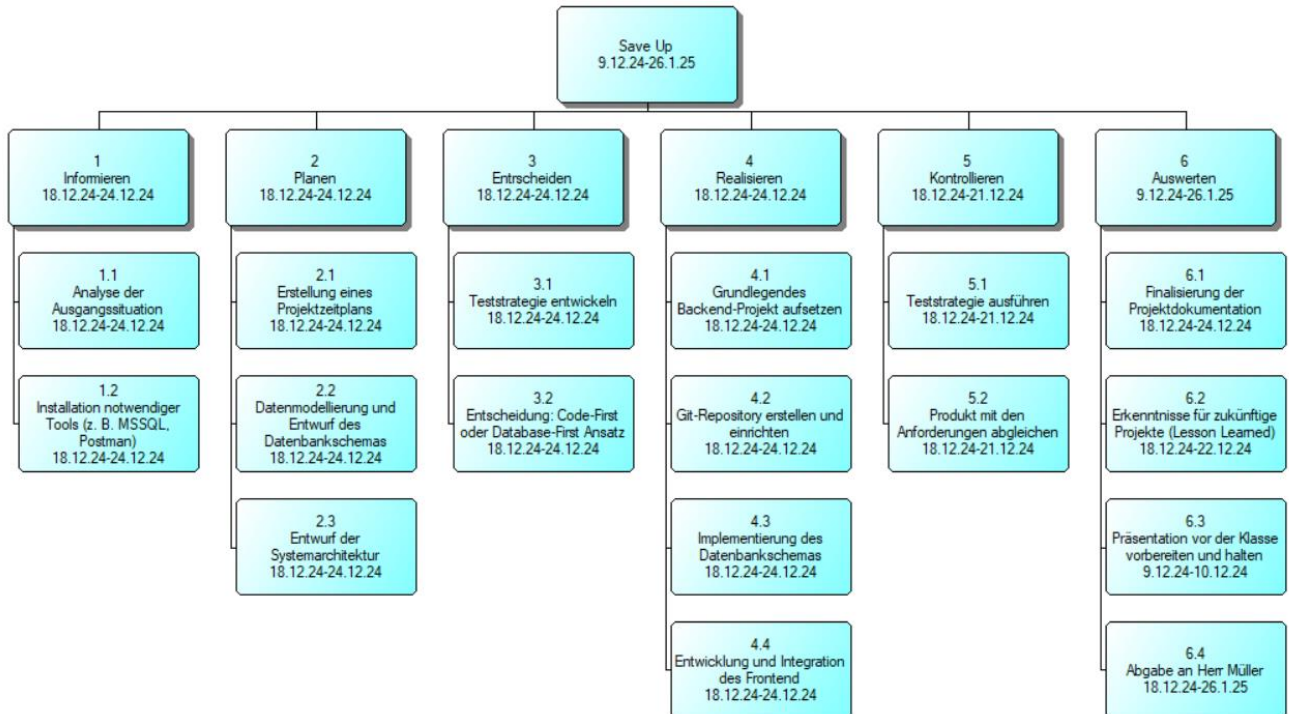 Save Up
9.12.24-26.1.25
1
Informieren
18.12.24-24.12.24
2
Planen
18.12.24-24.12.24
3
Entrscheiden
18.12.24-24.12.24
4
Realisieren
18.12.24-24.12.24
5
Kontrollieren
18.12.24-21.12.24
6
Auswerten
9.12.24-26.1.25
1.1
Analyse der
Ausgangssituation
18.12.24-24.12.24
2.1
Erstellung eines
Projektzeitplans
18.12.24-24.12.24
3.1
Teststrategie entwickeln
18.12.24-24.12.24
4.1
Grundlegendes
Backend-Projekt aufsetzen
18.12.24-24.12.24
5.1
Teststrategie ausführen
18.12.24-21.12.24
6.1
Finalisierung der
Projektdokumentation
18.12.24-24.12.24
1.2
Installation notwendiger
Tools (z. B. MSSQL,
Postman)
18.12.24-24.12.24
2.2
Datenmodellierung und
Entwurf des
Datenbankschemas
18.12.24-24.12.24
3.2
Entscheidung: Code-First
oder Database-First Ansatz
18.12.24-24.12.24
4.2
Git-Repository erstellen und
einrichten
18.12.24-24.12.24
5.2
Produkt mit den
Anforderungen abgleichen
18.12.24-21.12.24
6.2
Erkenntnisse für zukünftige
Projekte (Lesson Learned)
18.12.24-22.12.24
2.3
Entwurf der
Systemarchitektur
18.12.24-24.12.24
4.3
Implementierung des
Datenbankschemas
18.12.24-24.12.24
6.3
Präsentation vor der Klasse
vorbereiten und halten
9.12.24-10.12.24
4.4
Entwicklung und Integration
des Frontend
18.12.24-24.12.24
6.4
Abgabe an Herr Müller
18.12.24-26.1.25